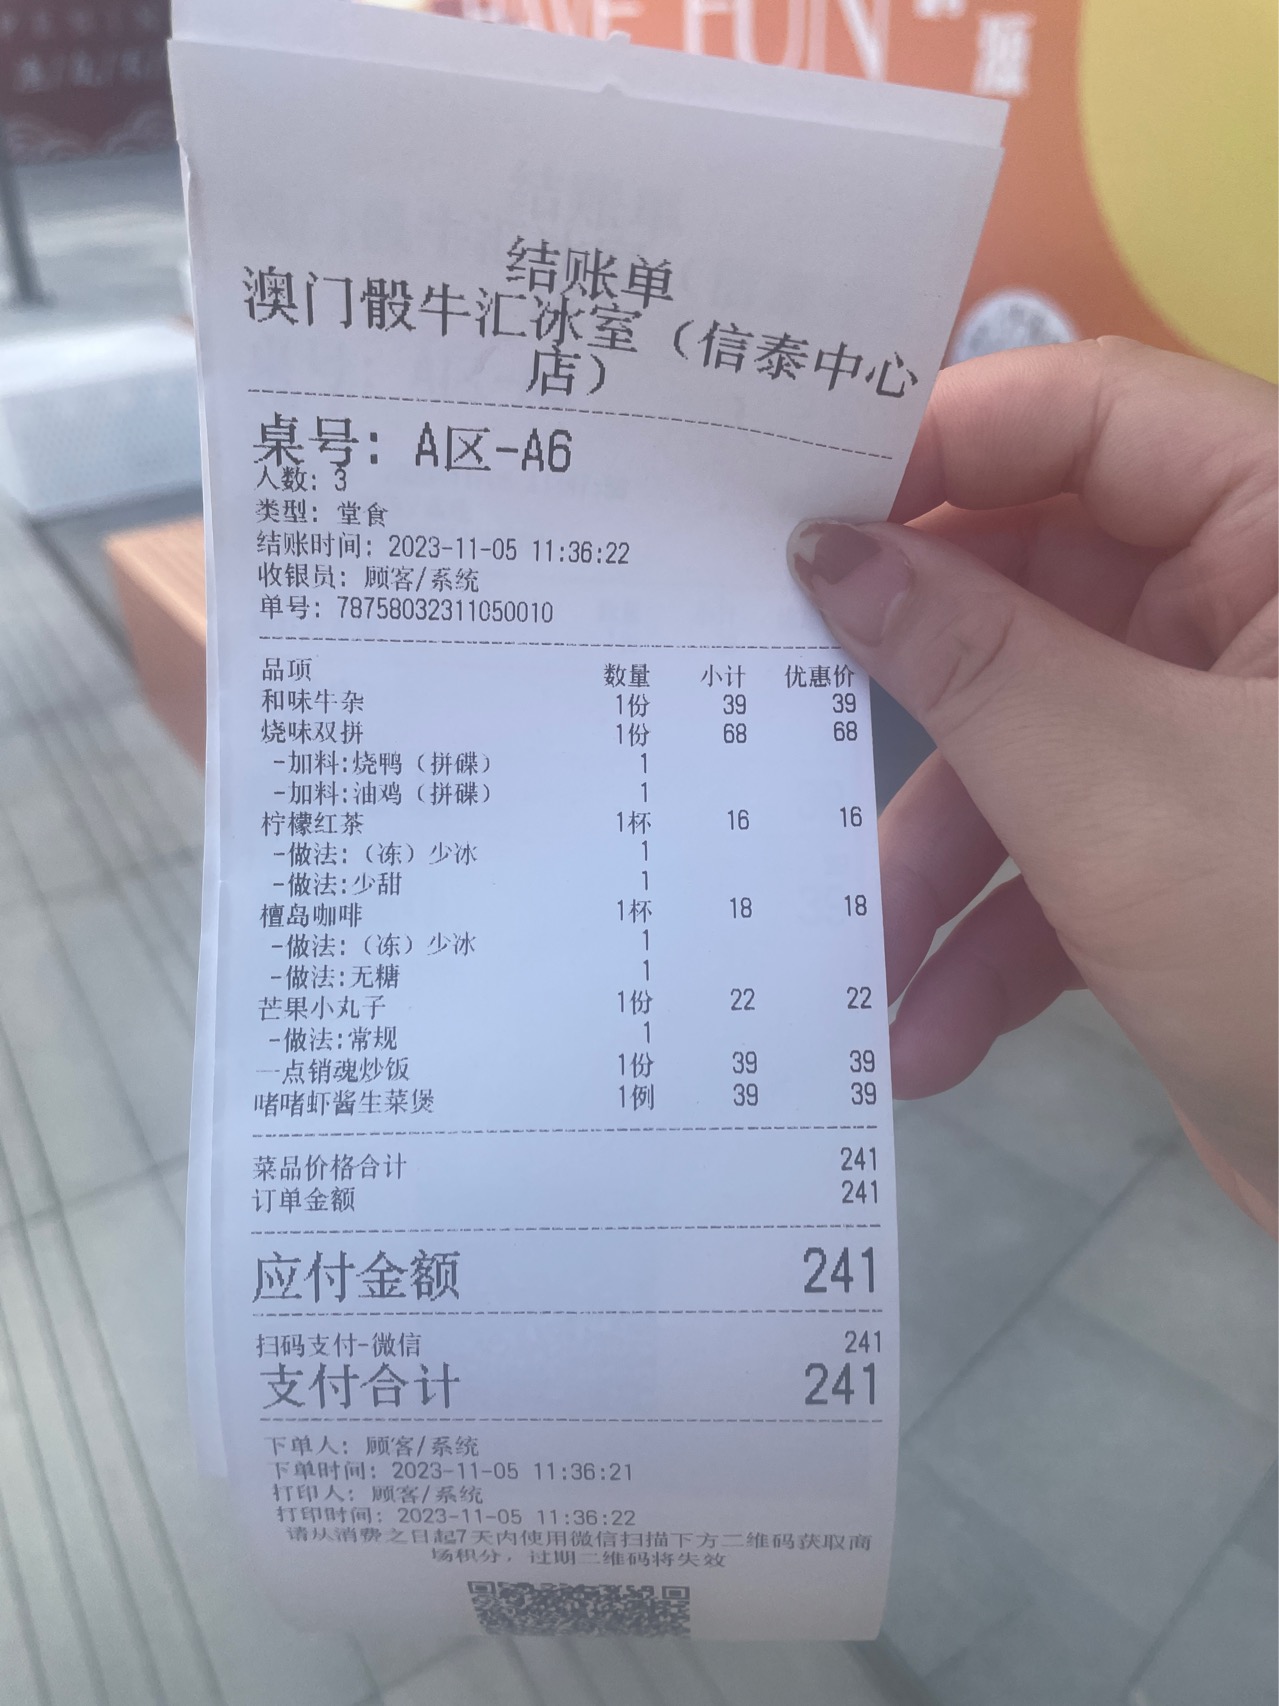 AVE FUN
源
结账单
澳门骰牛汇冰室（信泰中心
店）
桌号：A区-A6
人数：3
类型：堂食
结账时间：2023-11-05 11:36:22
收银员：顾客/系统
单号：78758032311050010
品项 数量 小计 优惠价
和味牛杂 1份 39 39
烧味双拼 1份 68 68
-加料:烧鸭（拼碟） 1
-加料:油鸡（拼碟） 1
柠檬红茶 1杯 16 16
-做法:（冻）少冰 1
-做法:少甜 1
檀岛咖啡 1杯 18 18
-做法:（冻）少冰 1
-做法:无糖 1
芒果小丸子 1份 22 22
-做法:常规 1
一点销魂炒饭 1份 39 39
啫啫虾酱生菜煲 1例 39 39
菜品价格合计 241
订单金额 241
应付金额 241
扫码支付-微信 241
支付合计 241
下单人：顾客/系统
下单时间：2023-11-05 11:36:21
打印人：顾客/系统
打印时间：2023-11-05 11:36:22
请从消费之日起7天内使用微信扫描下方二维码获取商
场积分，过期二维码将失效